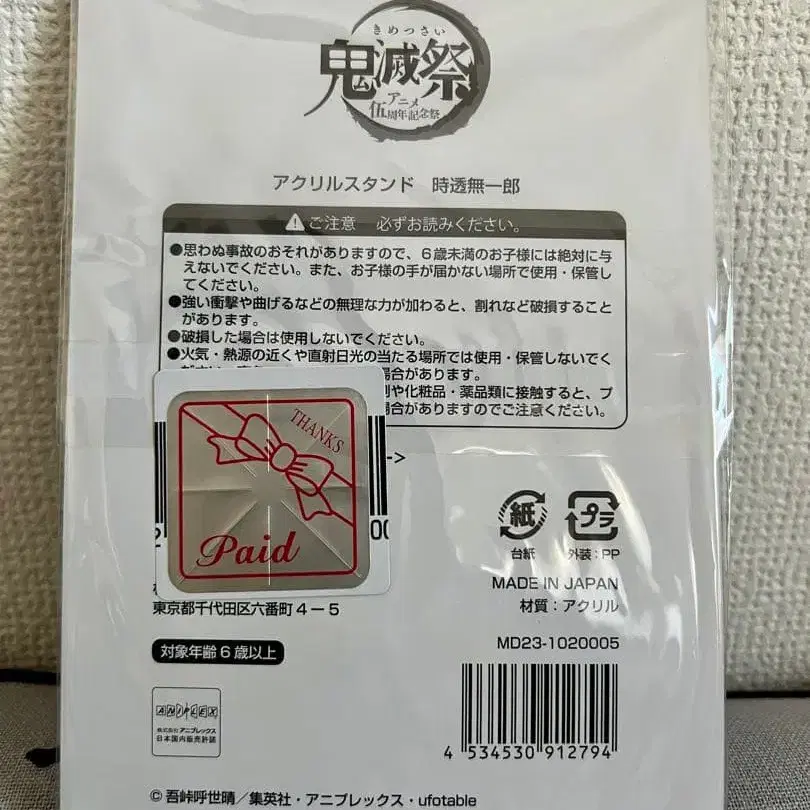 きめつさい
鬼滅祭
アニメ
伍周年記念祭
アクリルスタンド 時透無一郎
ご注意 必ずお読みください。
●思わぬ事故のおそれがありますので、6歳未満のお子様には絶対に与
えないでください。また、お子様の手が届かない場所で使用・保管し
てください。
●強い衝撃や曲げるなどの無理な力が加わると、割れなど破損すること
があります。
●破損した場合は使用しないでください。
●火気・熱源の近くや直射日光の当たる場所では使用・保管しないでく
場合があります。
や化粧品・薬品類に接触すると、プ
場合がありますのでご注意ください。
->
THANKS
Paid
紙
プラ
台紙
外装:PP
MADE IN JAPAN
材質:アクリル
東京都千代田区六番町4-5
対象年齢6歳以上
MD23-1020005
ANIPLEX
株式会社アニプレックス
日本国内販売許諾
4 534530 912794
© 吾峠呼世晴/集英社・アニプレックス・ufotable